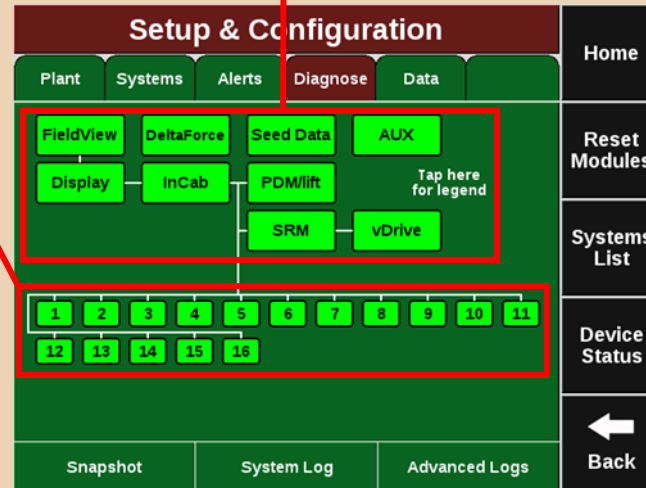 Setup & Configuration
Home
Plant Systems Alerts Diagnose Data
FieldView DeltaForce Seed Data AUX
Reset
Modules
Display InCab PDM/lift
Tap here
for legend
SRM vDrive
Systems
List
1 2 3 4 5 6 7 8 9 10 11
12 13 14 15 16
Device
Status
Snapshot System Log Advanced Logs
Back